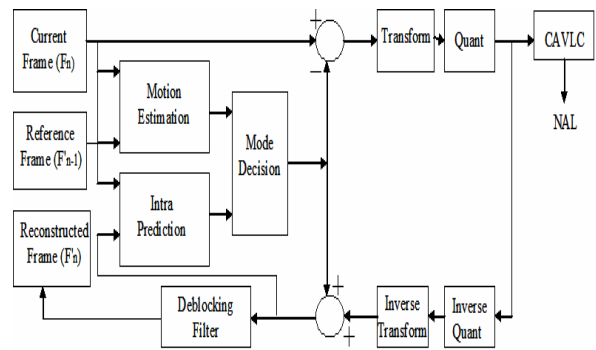 Current
Frame (Fn)
+
−
Transform
Quant
CAVLC
NAL
Motion
Estimation
Reference
Frame (F'n-1)
Mode
Decision
Intra
Prediction
Reconstructed
Frame (F'n)
Deblocking
Filter
+
+
Inverse
Transform
Inverse
Quant